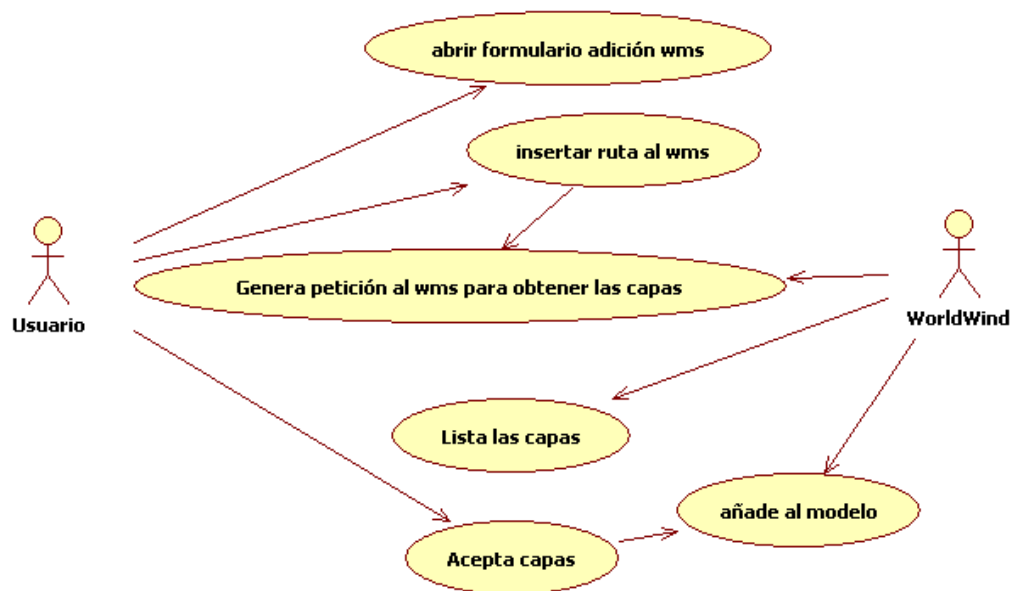 abrir formulario adición wms
insertar ruta al wms
Genera petición al wms para obtener las capas
Usuario
WorldWind
Lista las capas
añade al modelo
Acepta capas